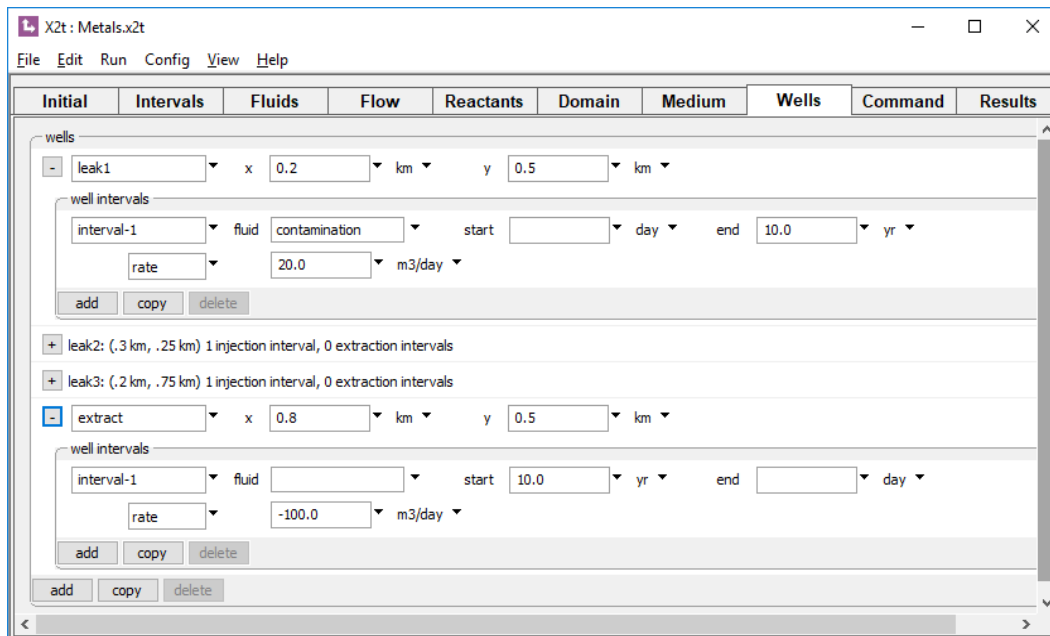 X2t : Metals.x2t
File Edit Run Config View Help
Initial Intervals Fluids Flow Reactants Domain Medium Wells Command Results
wells
- leak1 x 0.2 km y 0.5 km
well intervals
interval-1 fluid contamination start day end 10.0 yr
rate 20.0 m3/day
add copy delete
+ leak2: (.3 km, .25 km) 1 injection interval, 0 extraction intervals
+ leak3: (.2 km, .75 km) 1 injection interval, 0 extraction intervals
- extract x 0.8 km y 0.5 km
well intervals
interval-1 fluid start 10.0 yr end day
rate -100.0 m3/day
add copy delete
add copy delete